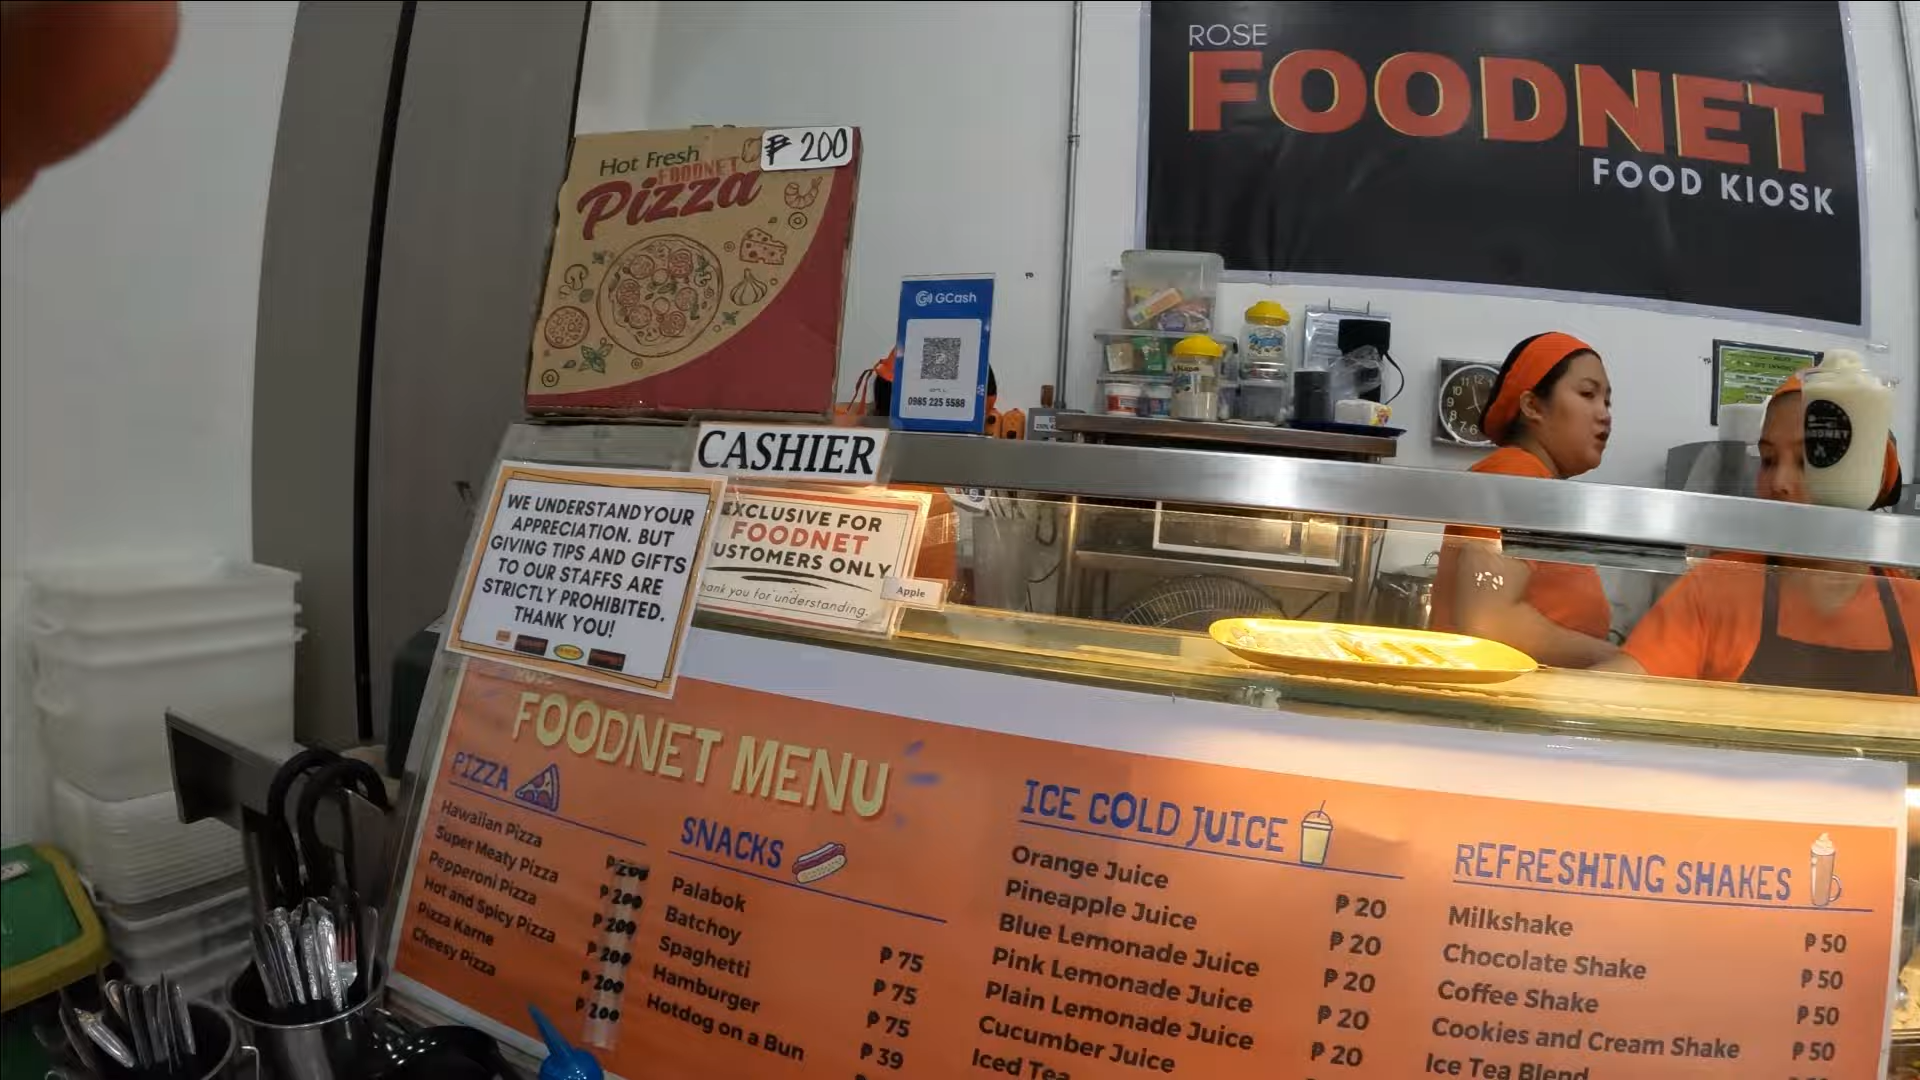 ROSE
FOODNET
FOOD KIOSK
₱ 200
Hot Fresh
FOODNET
Pizza
GCash
0985 225 5588
CASHIER
WE UNDERSTAND YOUR
APPRECIATION. BUT
GIVING TIPS AND GIFTS
TO OUR STAFFS ARE
STRICTLY PROHIBITED.
THANK YOU!
EXCLUSIVE FOR
FOODNET
USTOMERS ONLY
hank you for understanding.
Apple
FOODNET MENU
PIZZA
Hawaiian Pizza ₱200
Super Meaty Pizza ₱200
Pepperoni Pizza ₱200
Hot and Spicy Pizza ₱200
Pizza Karne ₱200
Cheesy Pizza ₱200
SNACKS
Palabok ₱ 75
Batchoy ₱ 75
Spaghetti ₱ 75
Hamburger ₱ 39
Hotdog on a Bun
ICE COLD JUICE
Orange Juice ₱ 20
Pineapple Juice ₱ 20
Blue Lemonade Juice ₱ 20
Pink Lemonade Juice ₱ 20
Plain Lemonade Juice ₱ 20
Cucumber Juice
Iced Tea
REFRESHING SHAKES
Milkshake ₱ 50
Chocolate Shake ₱ 50
Coffee Shake ₱ 50
Cookies and Cream Shake ₱ 50
Ice Tea Blend